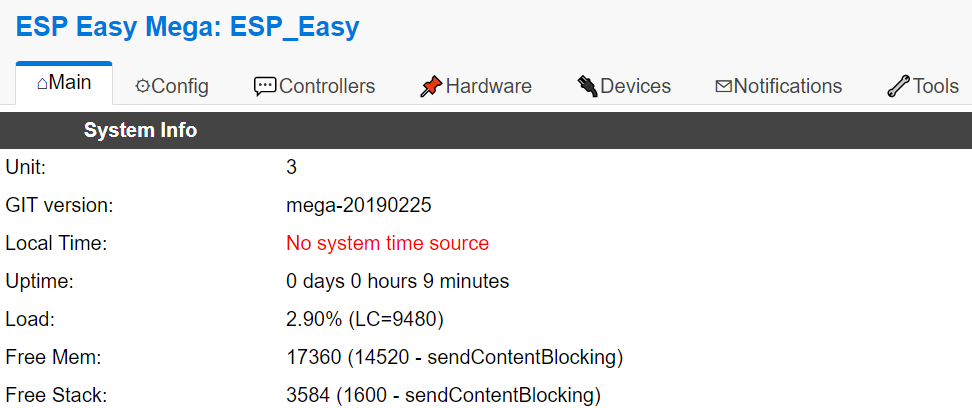 ESP Easy Mega: ESP_Easy
⌂Main ⚙Config 💬Controllers 📌Hardware 🔌Devices ✉Notifications 🔧Tools
System Info
Unit: 3
GIT version: mega-20190225
Local Time: No system time source
Uptime: 0 days 0 hours 9 minutes
Load: 2.90% (LC=9480)
Free Mem: 17360 (14520 - sendContentBlocking)
Free Stack: 3584 (1600 - sendContentBlocking)